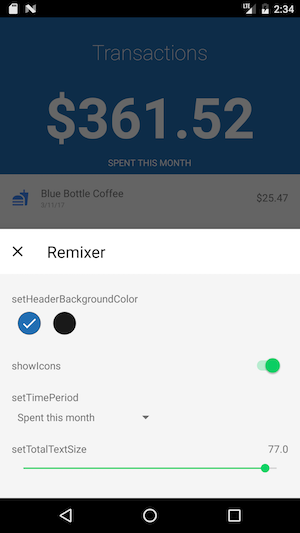 LTE 2:34
Transactions
$361.52
SPENT THIS MONTH
Blue Bottle Coffee
$25.47
8/11/17
Remixer
setHeaderBackgroundColor
showIcons
setTimePeriod
Spent this month
setTotalTextSize 77.0